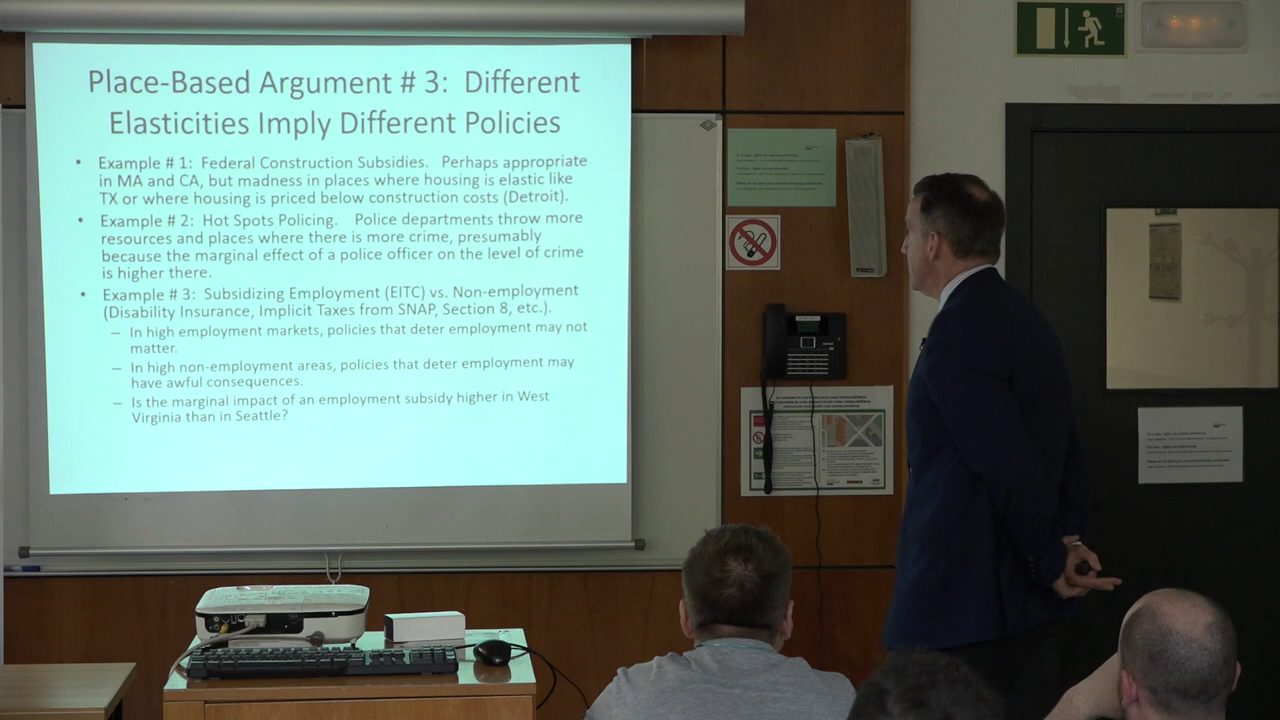 Place-Based Argument # 3: Different
Elasticities Imply Different Policies
• Example # 1: Federal Construction Subsidies. Perhaps appropriate
in MA and CA, but madness in places where housing is elastic like
TX or where housing is priced below construction costs (Detroit).
• Example # 2: Hot Spots Policing. Police departments throw more
resources and places where there is more crime, presumably
because the marginal effect of a police officer on the level of crime
is higher there.
• Example # 3: Subsidizing Employment (EITC) vs. Non-employment
(Disability Insurance, Implicit Taxes from SNAP, Section 8, etc.).
– In high employment markets, policies that deter employment may not
matter.
– In high non-employment areas, policies that deter employment may
have awful consequences.
– Is the marginal impact of an employment subsidy higher in West
Virginia than in Seattle?